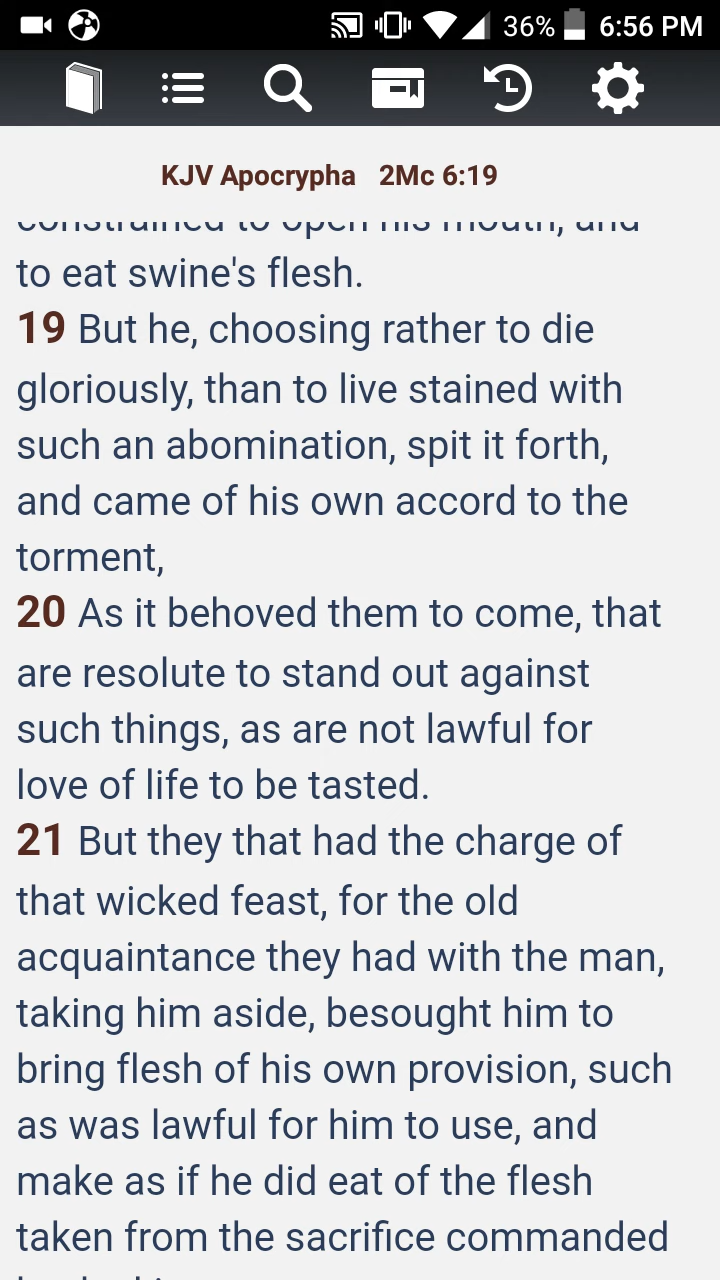 36% 6:56 PM
KJV Apocrypha 2Mc 6:19
constrained to open his mouth, and
to eat swine's flesh.
19 But he, choosing rather to die
gloriously, than to live stained with
such an abomination, spit it forth,
and came of his own accord to the
torment,
20 As it behoved them to come, that
are resolute to stand out against
such things, as are not lawful for
love of life to be tasted.
21 But they that had the charge of
that wicked feast, for the old
acquaintance they had with the man,
taking him aside, besought him to
bring flesh of his own provision, such
as was lawful for him to use, and
make as if he did eat of the flesh
taken from the sacrifice commanded